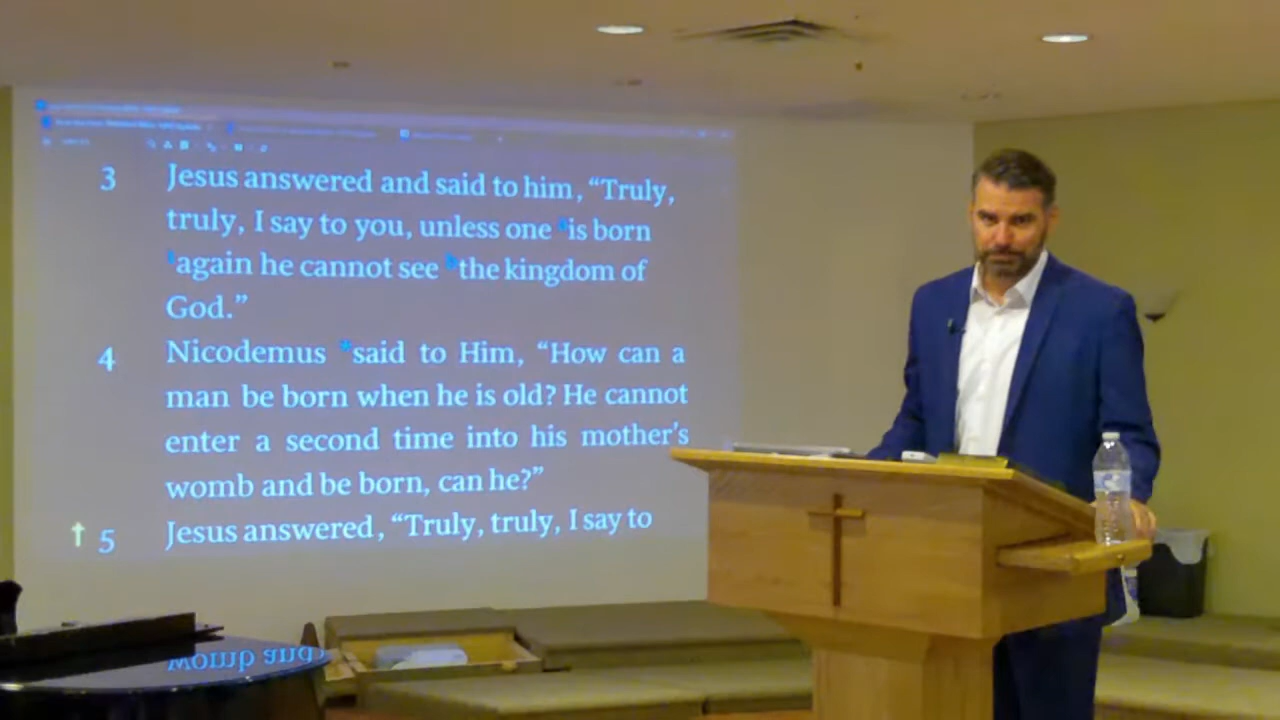 3 Jesus answered and said to him, “Truly,
truly, I say to you, unless one is born
again he cannot see the kingdom of
God.”
4 Nicodemus *said to Him, “How can a
man be born when he is old? He cannot
enter a second time into his mother's
womb and be born, can he?”
† 5 Jesus answered, “Truly, truly, I say to
womb and